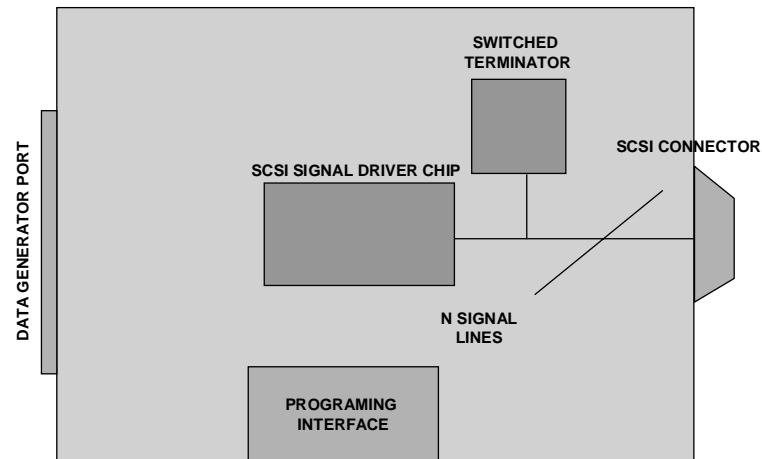 SWITCHED
TERMINATOR
SCSI CONNECTOR
SCSI SIGNAL DRIVER CHIP
DATA GENERATOR PORT
N SIGNAL
LINES
PROGRAMING
INTERFACE